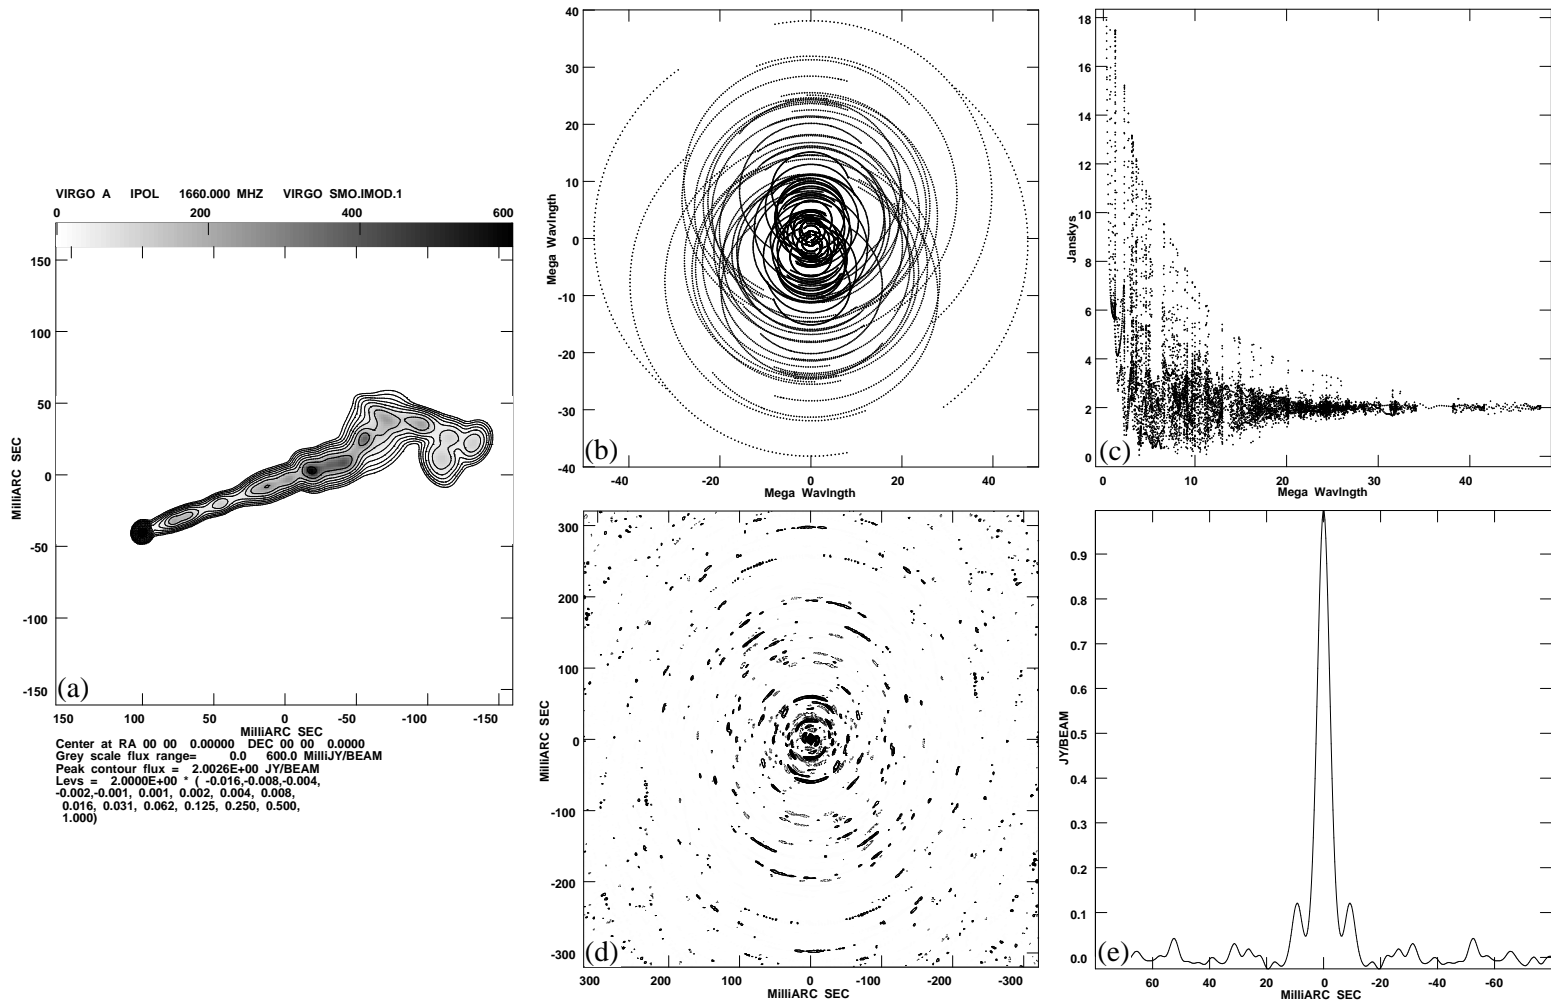 VIRGO A IPOL 1660.000 MHZ VIRGO SMO.IMOD.1
0 200 400 600
150
100
50
0
-50
-100
-150
MilliARC SEC
(a)
150 100 50 0 -50 -100 -150
MilliARC SEC
Center at RA 00 00 0.00000 DEC 00 00 0.0000
Grey scale flux range= 0.0 600.0 MilliJY/BEAM
Peak contour flux = 2.0026E+00 JY/BEAM
Levs = 2.0000E+00 * ( -0.016,-0.008,-0.004,
-0.002,-0.001, 0.001, 0.002, 0.004, 0.008,
0.016, 0.031, 0.062, 0.125, 0.250, 0.500,
1.000)
40
30
20
10
0
-10
-20
-30
-40
Mega Wavlngth
(b)
-40 -20 0 20 40
Mega Wavlngth
18
16
14
12
10
8
6
4
2
0
Janskys
(c)
0 10 20 30 40
Mega Wavlngth
300
200
100
0
-100
-200
-300
MilliARC SEC
(d)
300 200 100 0 -100 -200 -300
MilliARC SEC
0.9
0.8
0.7
0.6
0.5
0.4
0.3
0.2
0.1
0.0
JY/BEAM
(e)
60 40 20 0 -20 -40 -60
MilliARC SEC